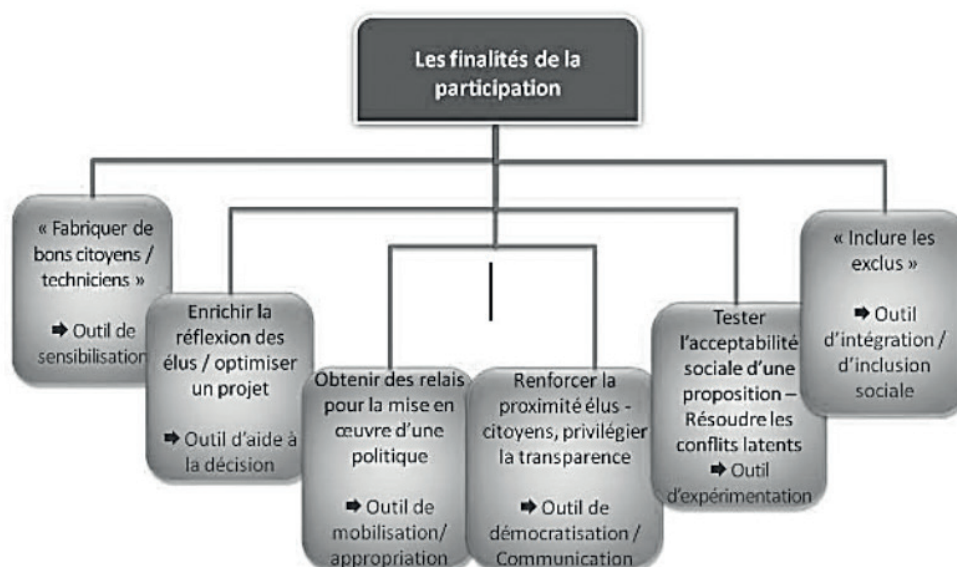 Les finalités de la
participation
« Fabriquer de
bons citoyens /
techniciens »
➡ Outil de
sensibilisation
Enrichir la
réflexion des
élus / optimiser
un projet
➡ Outil d'aide à
la décision
Obtenir des relais
pour la mise en
œuvre d'une
politique
➡ Outil de
mobilisation/
appropriation
Renforcer la
proximité élus -
citoyens, privilégier
la transparence
➡ Outil de
démocratisation /
Communication
Tester
l'acceptabilité
sociale d'une
proposition –
Résoudre les
conflits latents
➡ Outil
d'expérimentation
« Inclure les
exclus »
➡ Outil
d'intégration /
d'inclusion
sociale